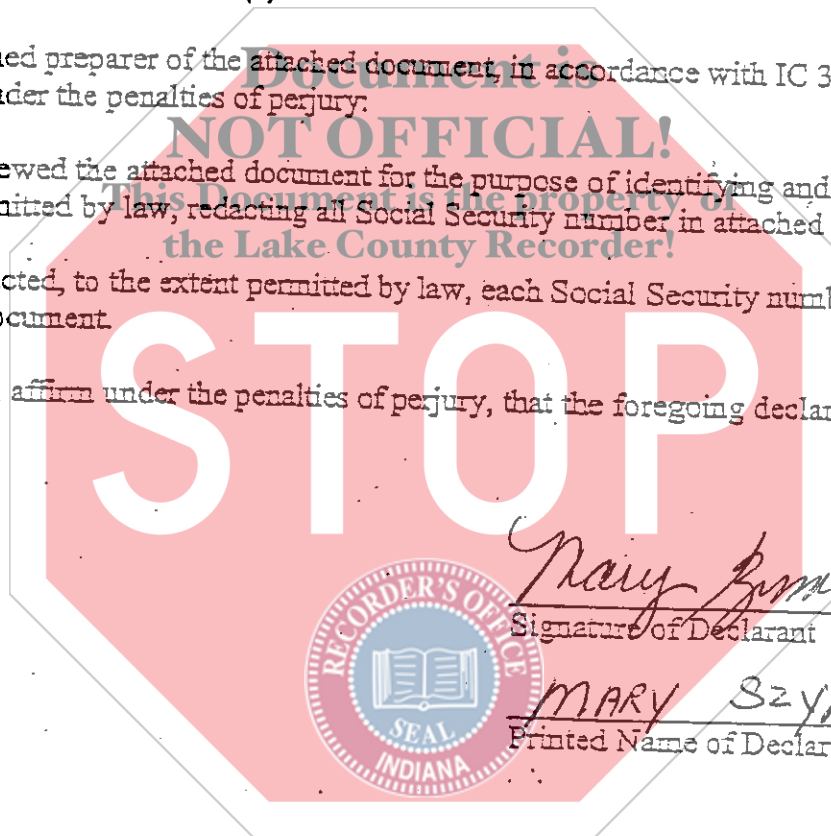 ned preparer of the attached document, in accordance with IC 3
nder the penalties of perjury:
ewed the attached document for the purpose of identifying and
nitted by law, redacting all Social Security number in attached
cted, to the extent permitted by law, each Social Security numb
ocument.
affirm under the penalties of perjury, that the foregoing declar
Document is
NOT OFFICIAL!
This Document is the property of
the Lake County Recorder!
STOP
Mary
Signature of Declarant
MARY SZY
Printed Name of Declar
RECORDER'S OFFICE
SEAL
INDIANA